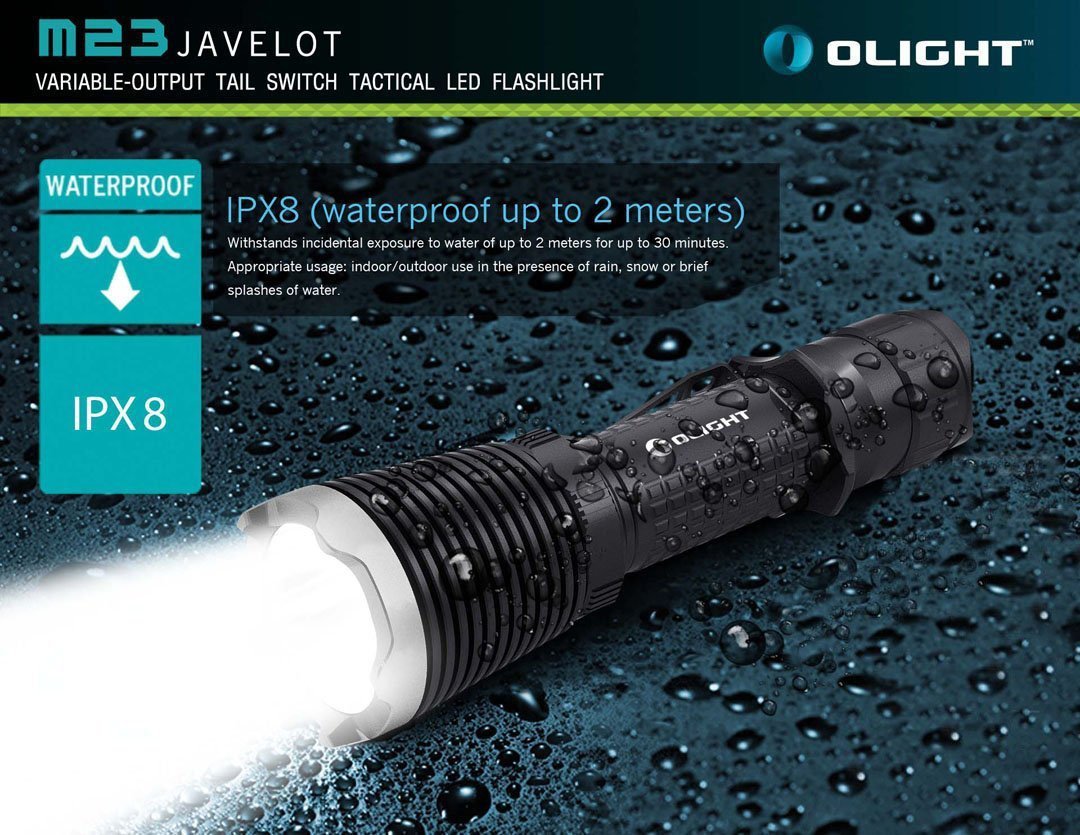 M23 JAVELOT
OLIGHT™
VARIABLE-OUTPUT TAIL SWITCH TACTICAL LED FLASHLIGHT
WATERPROOF
IPX8 (waterproof up to 2 meters)
Withstands incidental exposure to water of up to 2 meters for up to 30 minutes.
Appropriate usage: indoor/outdoor use in the presence of rain, snow or brief
splashes of water.
IPX 8
OLIGHT